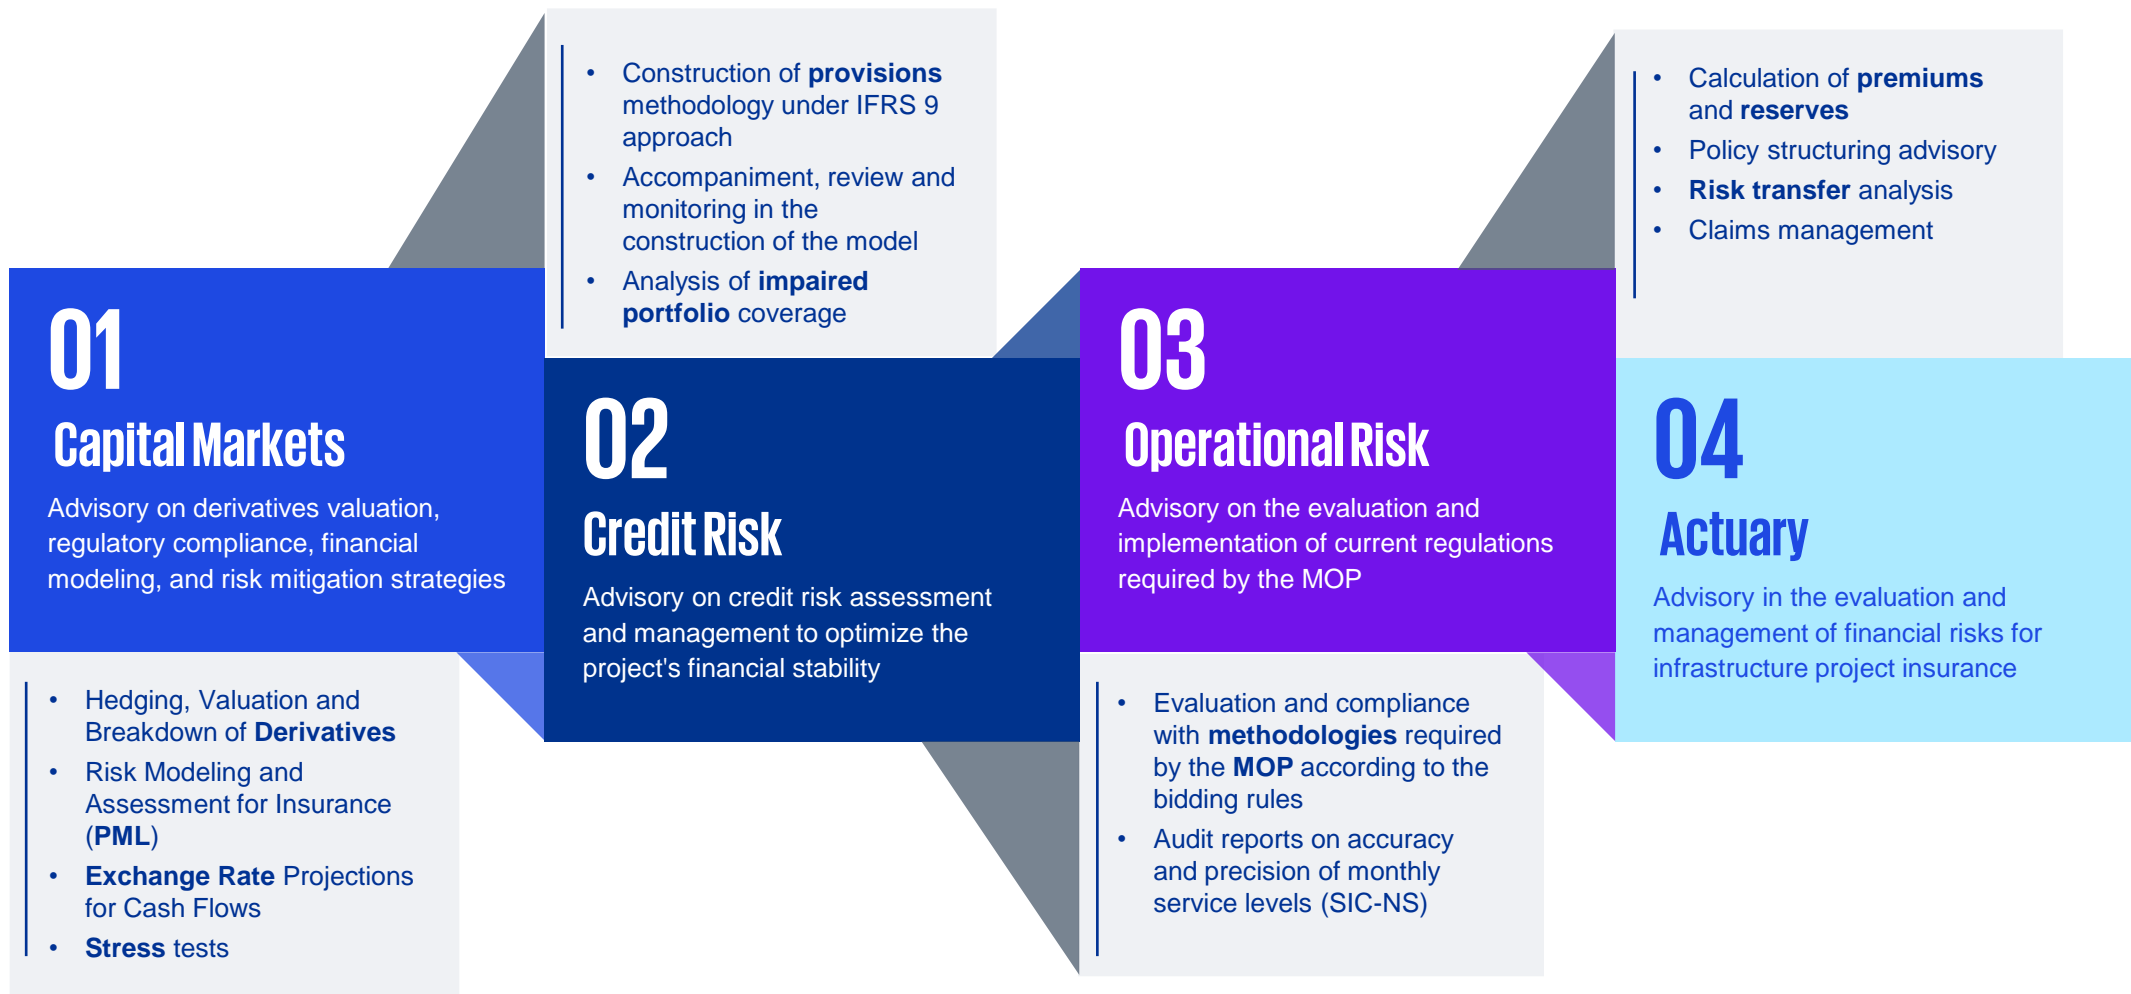 01
Capital Markets
Advisory on derivatives valuation,
regulatory compliance, financial
modeling, and risk mitigation strategies
• Hedging, Valuation and
Breakdown of Derivatives
• Risk Modeling and
Assessment for Insurance
(PML)
• Exchange Rate Projections
for Cash Flows
• Stress tests
• Construction of provisions
methodology under IFRS 9
approach
• Accompaniment, review and
monitoring in the
construction of the model
• Analysis of impaired
portfolio coverage
02
Credit Risk
Advisory on credit risk assessment
and management to optimize the
project's financial stability
03
Operational Risk
Advisory on the evaluation and
implementation of current regulations
required by the MOP
• Evaluation and compliance
with methodologies required
by the MOP according to the
bidding rules
• Audit reports on accuracy
and precision of monthly
service levels (SIC-NS)
• Calculation of premiums
and reserves
• Policy structuring advisory
• Risk transfer analysis
• Claims management
04
Actuary
Advisory in the evaluation and
management of financial risks for
infrastructure project insurance